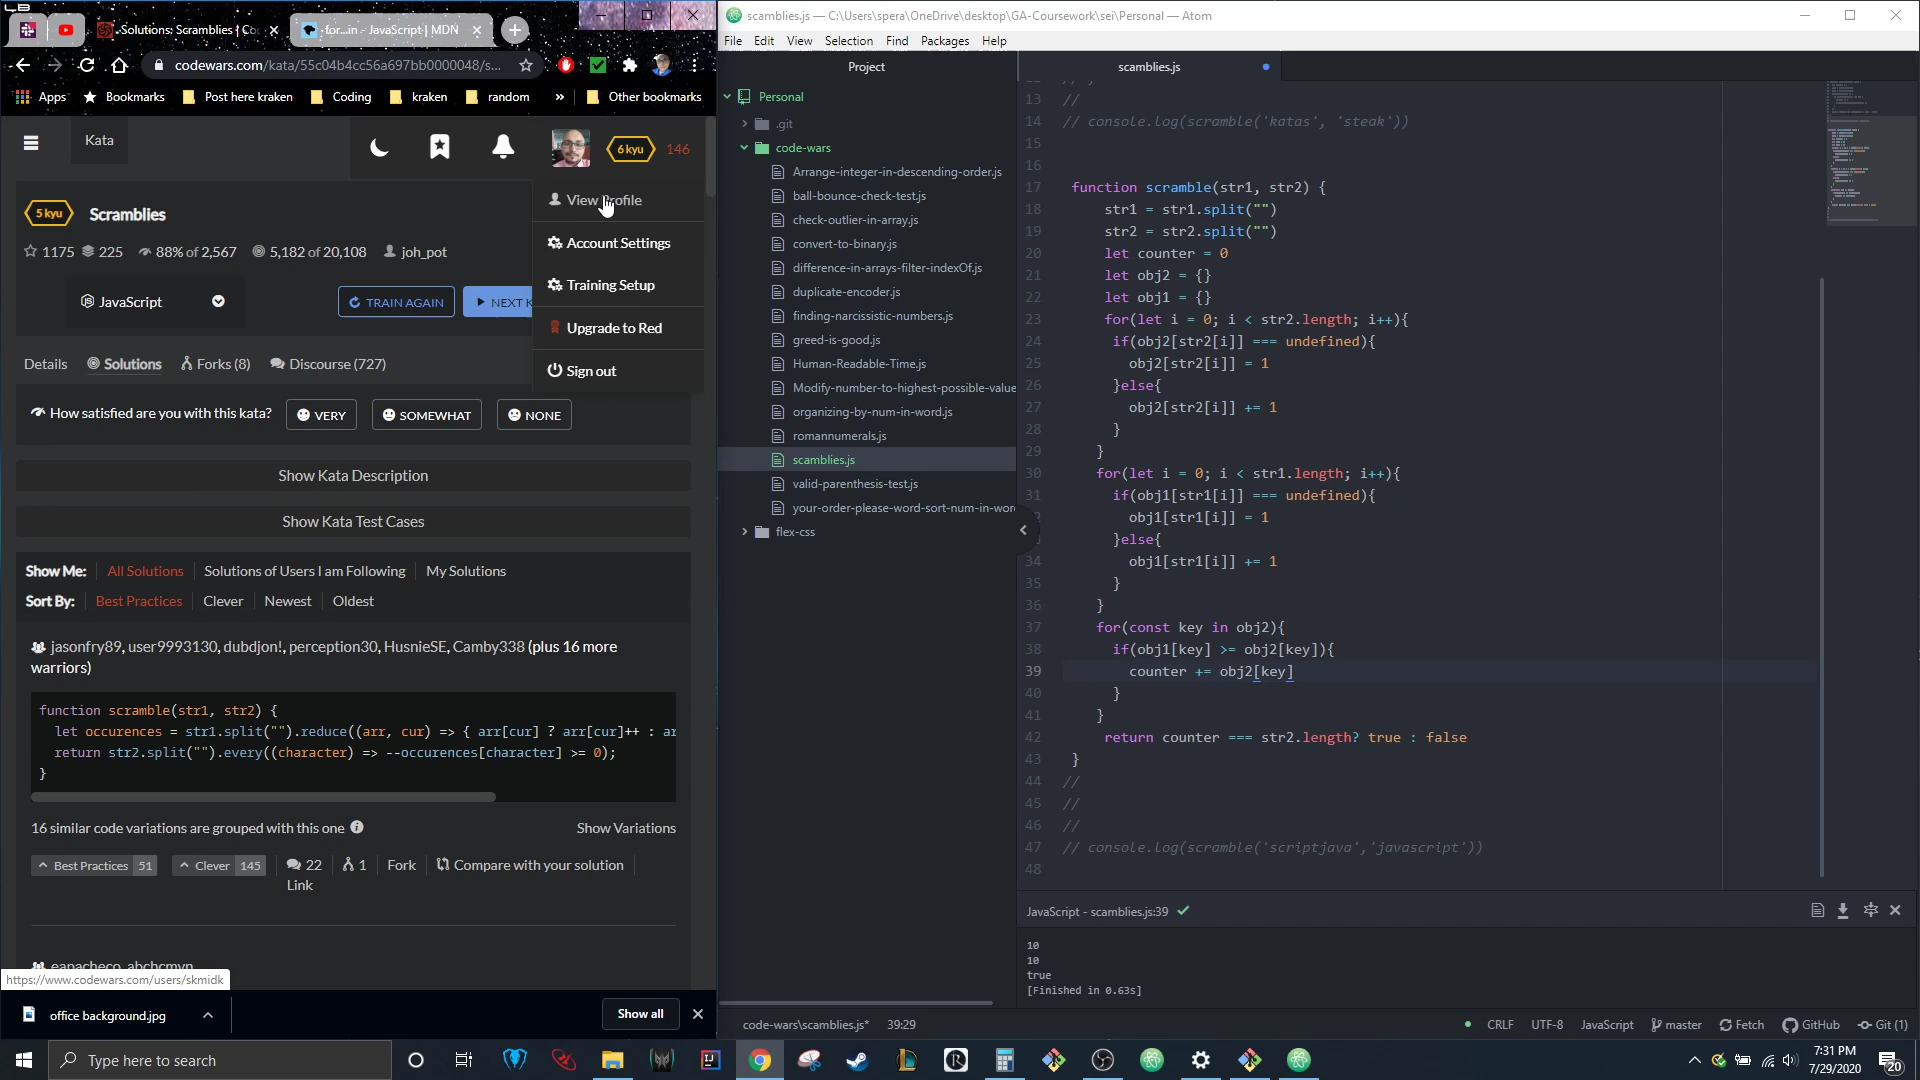 Solutions: Scramblies | Co
for...in - JavaScript | MDN
codewars.com/kata/55c04b4cc56a697bb0000048/s...
Apps
Bookmarks
Post here kraken
Coding
kraken
random
»
Other bookmarks
Kata
6 kyu
146
5 kyu
Scramblies
1175
225
88% of 2,567
5,182 of 20,108
joh_pot
JavaScript
TRAIN AGAIN
NEXT K
View Profile
Account Settings
Training Setup
Upgrade to Red
Sign out
Details
Solutions
Forks (8)
Discourse (727)
How satisfied are you with this kata?
VERY
SOMEWHAT
NONE
Show Kata Description
Show Kata Test Cases
Show Me: All Solutions Solutions of Users I am Following My Solutions
Sort By: Best Practices Clever Newest Oldest
jasonfry89, user9993130, dubdjon!, perception30, HusnieSE, Camby338 (plus 16 more
warriors)
function scramble(str1, str2) {
let occurences = str1.split("").reduce((arr, cur) => { arr[cur] ? arr[cur]++ : ar
return str2.split("").every((character) => --occurences[character] >= 0);
}
16 similar code variations are grouped with this one
Show Variations
Best Practices 51
Clever 145
22
1
Fork
Compare with your solution
Link
eapacheco, abchcmvn
https://www.codewars.com/users/skmidk
office background.jpg
Show all
scamblies.js — C:\Users\spera\OneDrive\desktop\GA-Coursework\sei\Personal — Atom
File Edit View Selection Find Packages Help
Project
Personal
.git
code-wars
Arrange-integer-in-descending-order.js
ball-bounce-check-test.js
check-outlier-in-array.js
convert-to-binary.js
difference-in-arrays-filter-indexOf.js
duplicate-encoder.js
finding-narcissistic-numbers.js
greed-is-good.js
Human-Readable-Time.js
Modify-number-to-highest-possible-value
organizing-by-num-in-word.js
romannumerals.js
scamblies.js
valid-parenthesis-test.js
your-order-please-word-sort-num-in-wor
flex-css
scamblies.js
13 //
14 // console.log(scramble('katas', 'steak'))
15
16
17 function scramble(str1, str2) {
18 str1 = str1.split("")
19 str2 = str2.split("")
20 let counter = 0
21 let obj2 = {}
22 let obj1 = {}
23 for(let i = 0; i < str2.length; i++){
24 if(obj2[str2[i]] === undefined){
25 obj2[str2[i]] = 1
26 }else{
27 obj2[str2[i]] += 1
28 }
29 }
30 for(let i = 0; i < str1.length; i++){
31 if(obj1[str1[i]] === undefined){
obj1[str1[i]] = 1
}else{
34 obj1[str1[i]] += 1
35 }
36 }
37 for(const key in obj2){
38 if(obj1[key] >= obj2[key]){
39 counter += obj2[key]
40 }
41 }
42 return counter === str2.length? true : false
43 }
44 //
45 //
46 //
47 // console.log(scramble('scriptjava','javascript'))
48
JavaScript - scamblies.js:39
10
10
true
[Finished in 0.63s]
code-wars\scamblies.js* 39:29
CRLF UTF-8 JavaScript master Fetch GitHub Git (1)
Type here to search
7:31 PM
7/29/2020
20